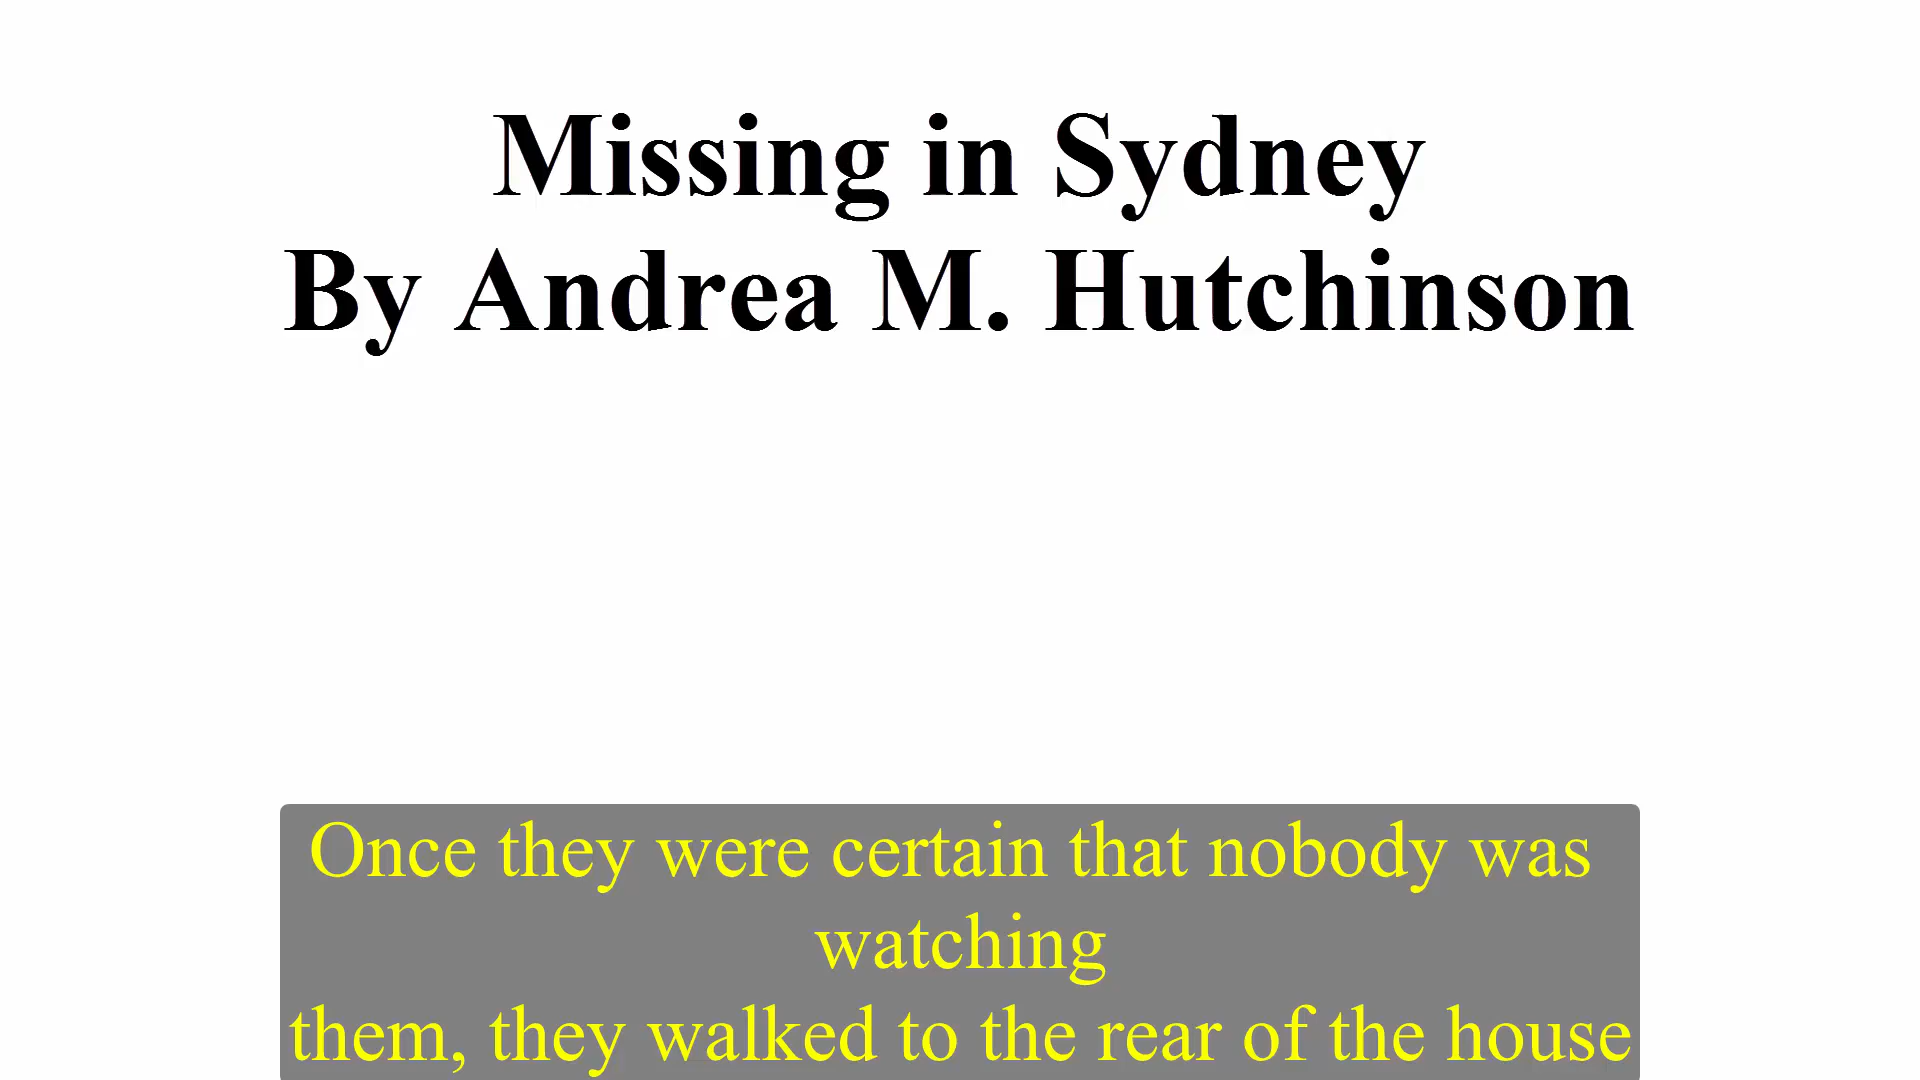 Missing in Sydney
By Andrea M. Hutchinson
Once they were certain that nobody was
watching
them, they walked to the rear of the house